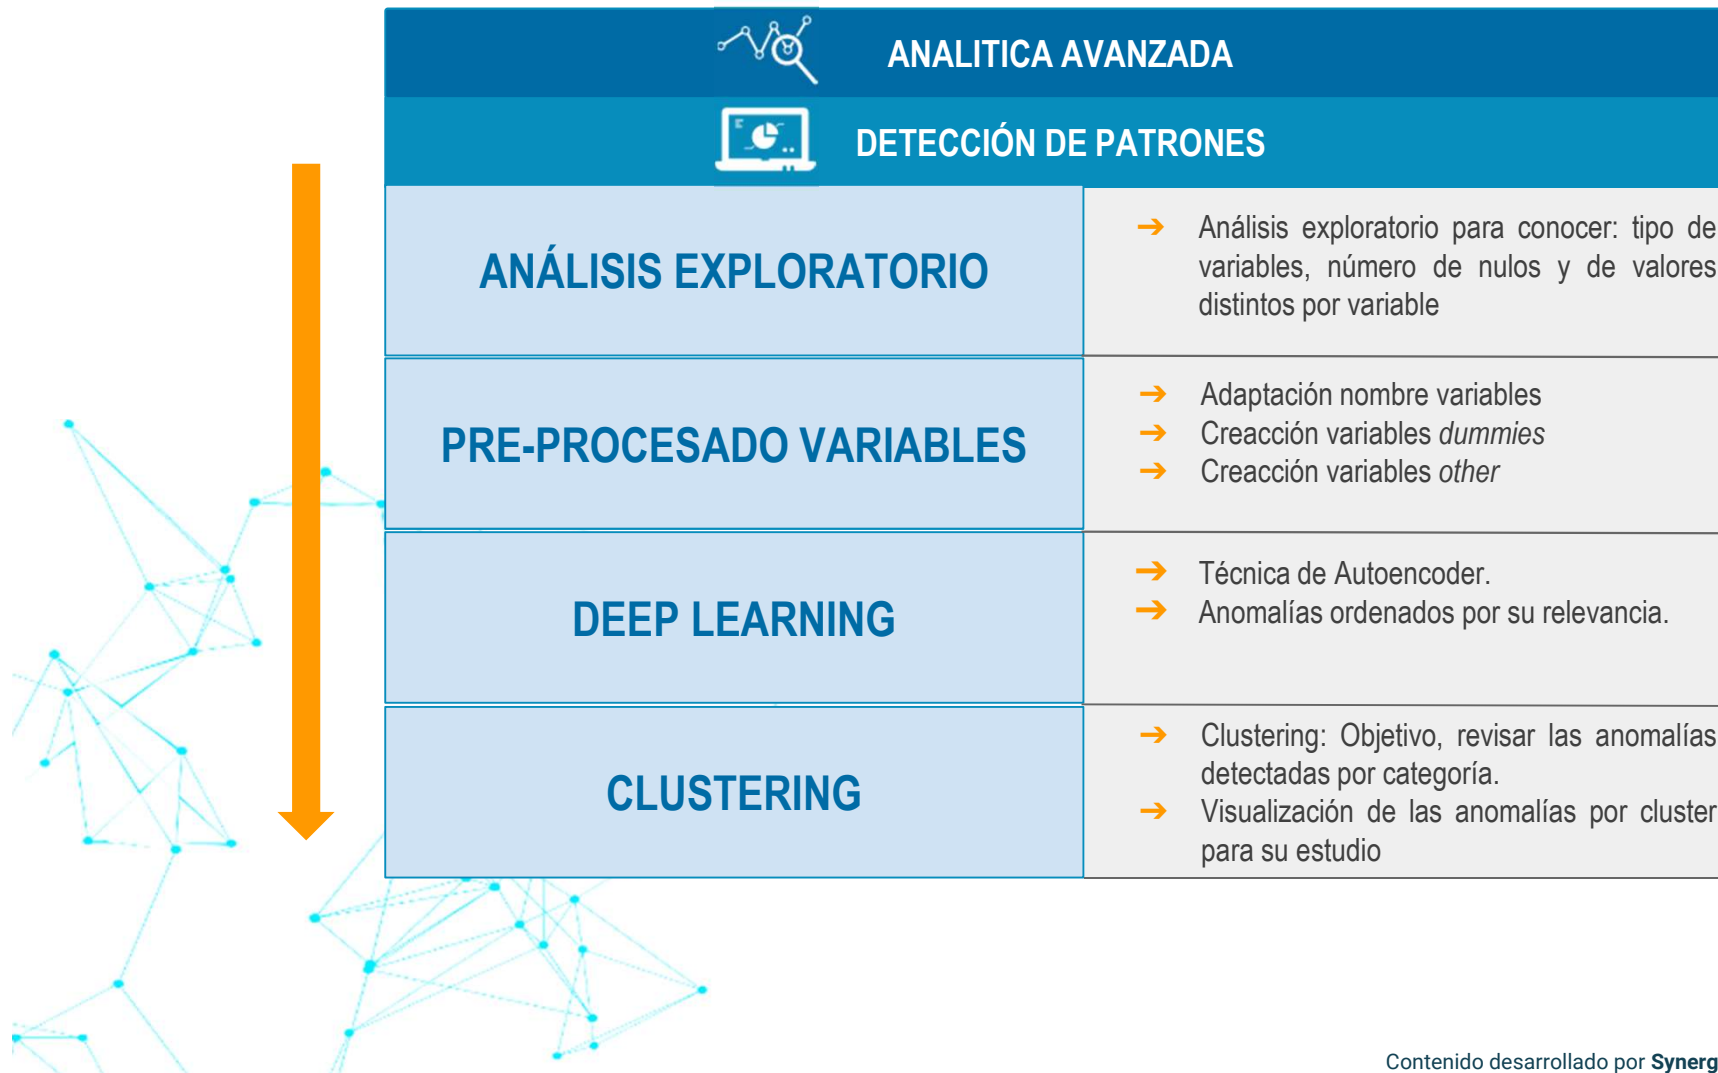 ANALITICA AVANZADA
DETECCIÓN DE PATRONES
ANÁLISIS EXPLORATORIO
➔ Análisis exploratorio para conocer: tipo de
variables, número de nulos y de valores
distintos por variable
PRE-PROCESADO VARIABLES
➔ Adaptación nombre variables
➔ Creacción variables dummies
➔ Creacción variables other
DEEP LEARNING
➔ Técnica de Autoencoder.
➔ Anomalías ordenados por su relevancia.
CLUSTERING
➔ Clustering: Objetivo, revisar las anomalías
detectadas por categoría.
➔ Visualización de las anomalías por cluster
para su estudio
Contenido desarrollado por Synerg